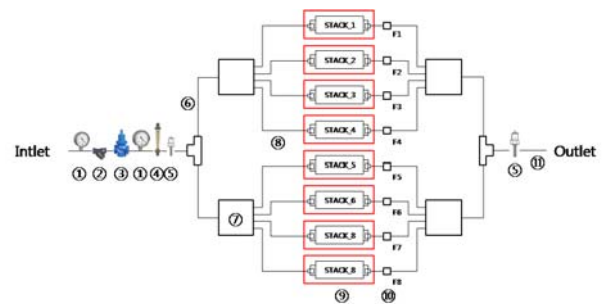 STACK_1
F1
STACK_2
F2
⑥
STACK_3
F3
STACK_4
F4
⑧
Intlet
Outlet
① ② ③ ① ④ ⑤
⑤ ⑪
STACK_5
F5
STACK_6
F6
⑦
STACK_8
F7
STACK_8
F8
⑨ ⑩